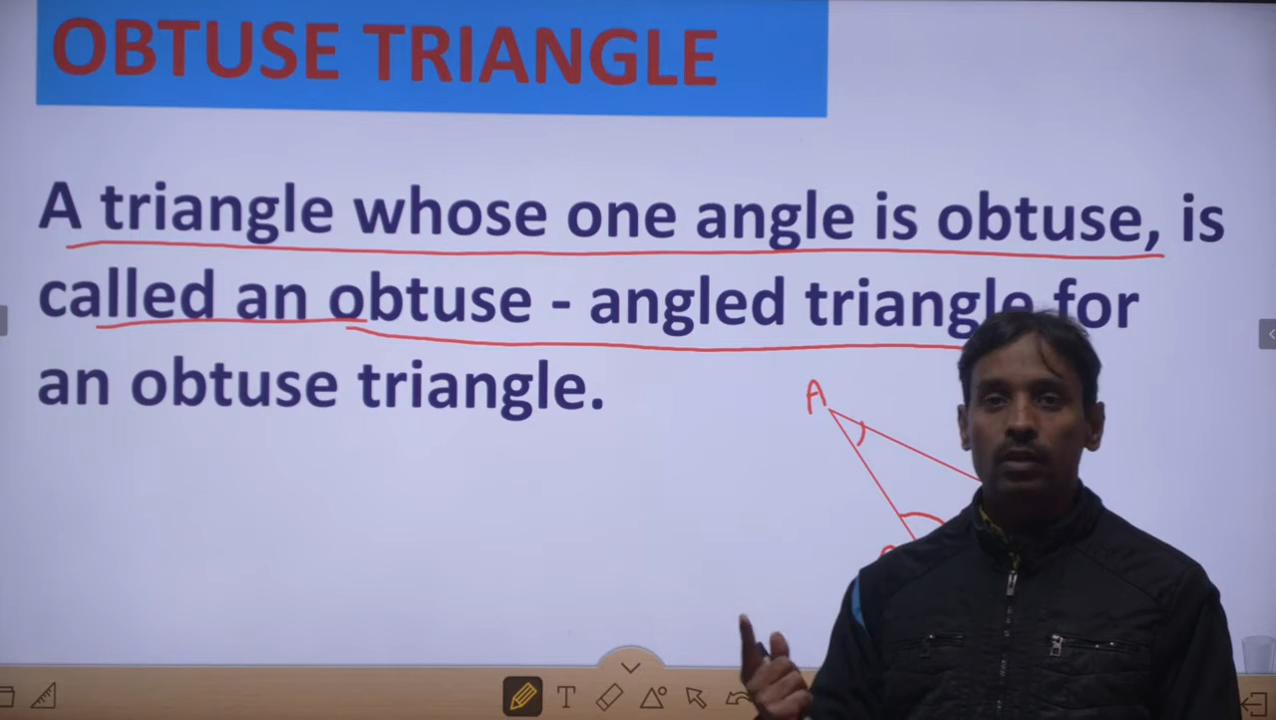 OBTUSE TRIANGLE
A triangle whose one angle is obtuse, is
called an obtuse - angled triangle for
an obtuse triangle.
A
T